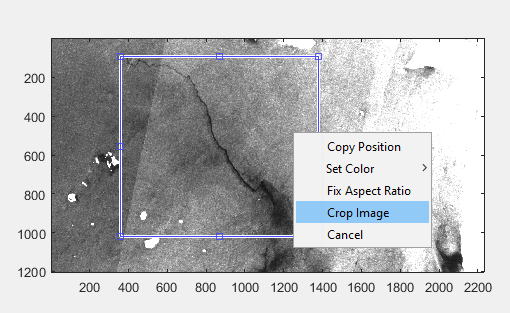 200
400
600
800
1000
1200
200 400 600 800 1000 1200 1400 1600 1800 2000 2200
Copy Position
Set Color
Fix Aspect Ratio
Crop Image
Cancel